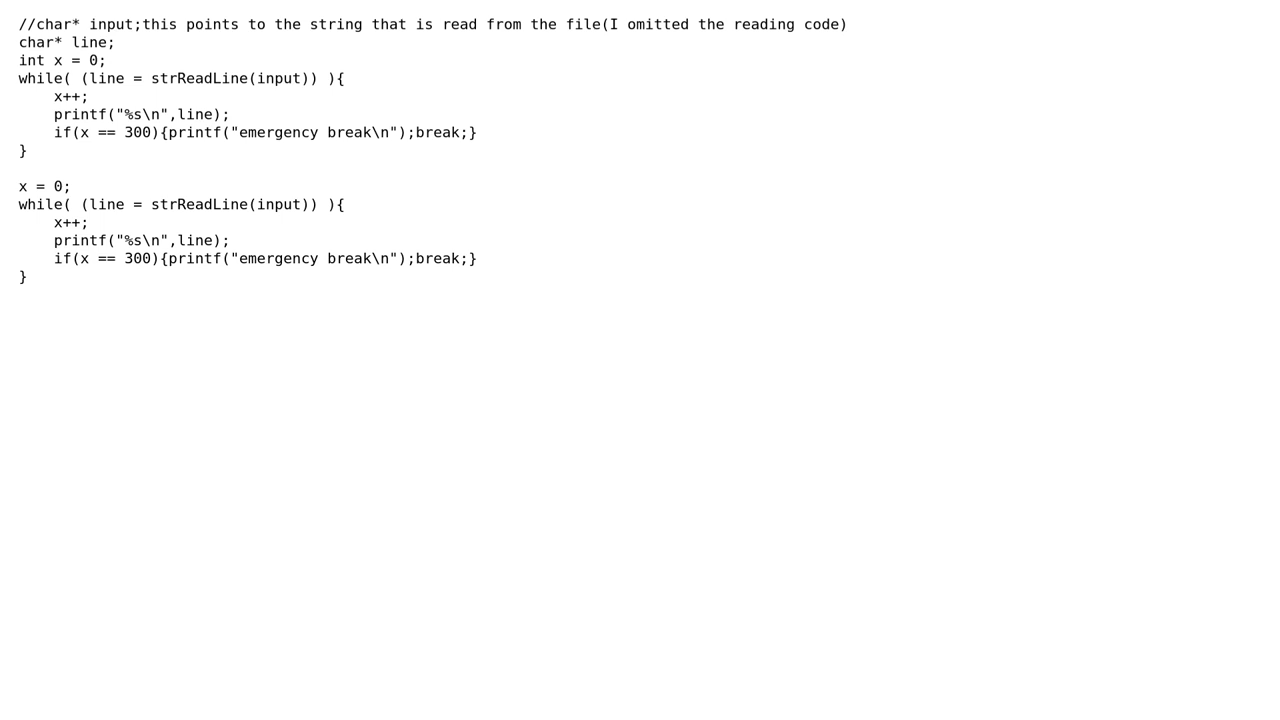 //char* input;this points to the string that is read from the file(I omitted the reading code)
char* line;
int x = 0;
while( (line = strReadLine(input)) ){
    x++;
    printf("%s\n",line);
    if(x == 300){printf("emergency break\n");break;}
}

x = 0;
while( (line = strReadLine(input)) ){
    x++;
    printf("%s\n",line);
    if(x == 300){printf("emergency break\n");break;}
}